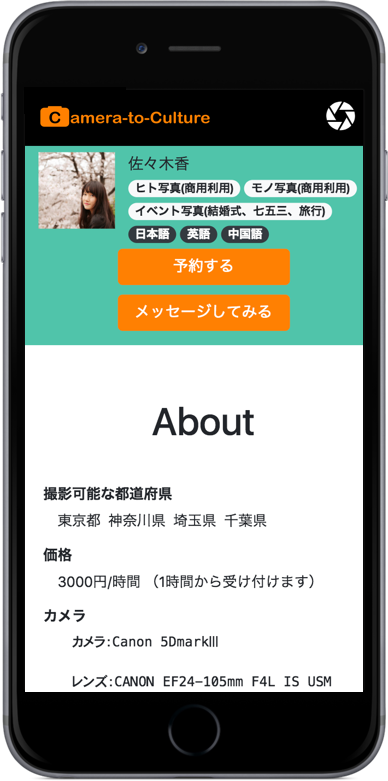 Camera-to-Culture
佐々木香
ヒト写真(商用利用) モノ写真(商用利用)
イベント写真(結婚式、七五三、旅行)
日本語 英語 中国語
予約する
メッセージしてみる
About
撮影可能な都道府県
東京都 神奈川県 埼玉県 千葉県
価格
3000円/時間 （1時間から受け付けます）
カメラ
カメラ:Canon 5DmarkⅢ
レンズ:CANON EF24-105mm F4L IS USM